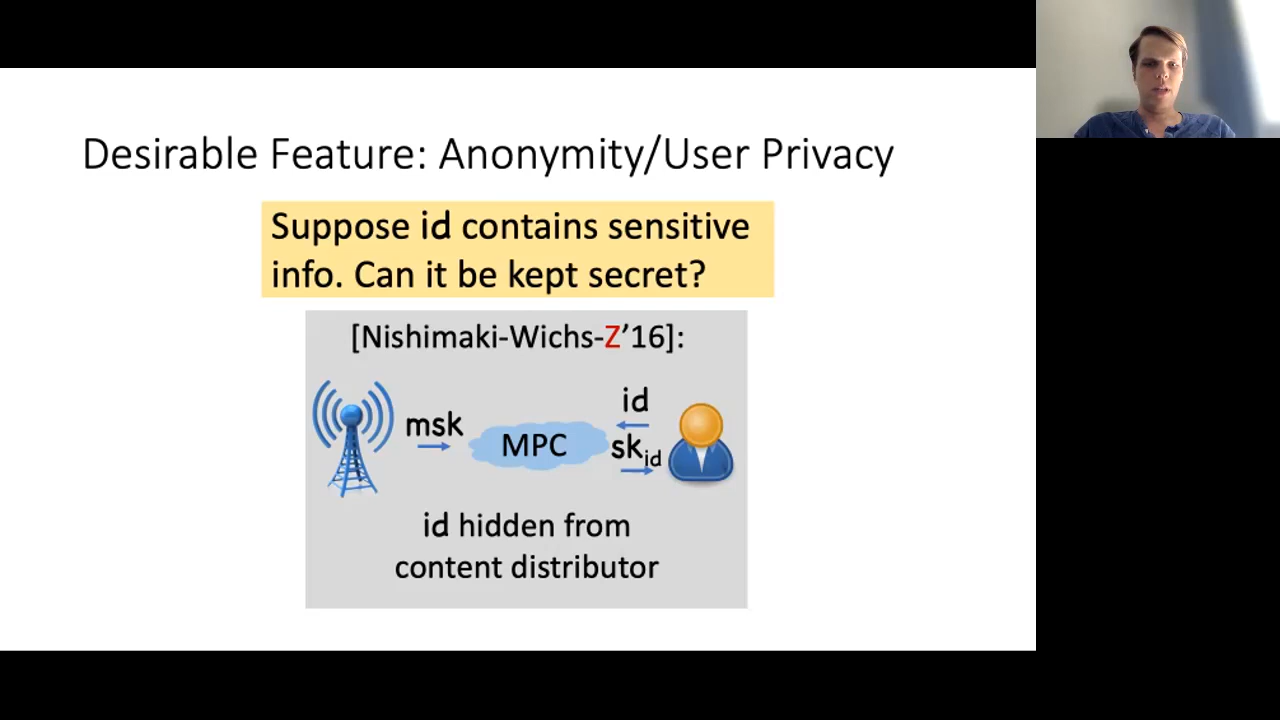 Desirable Feature: Anonymity/User Privacy
Suppose id contains sensitive
info. Can it be kept secret?
[Nishimaki-Wichs-Z'16]:
id
msk
MPC
sk_id
id hidden from
content distributor